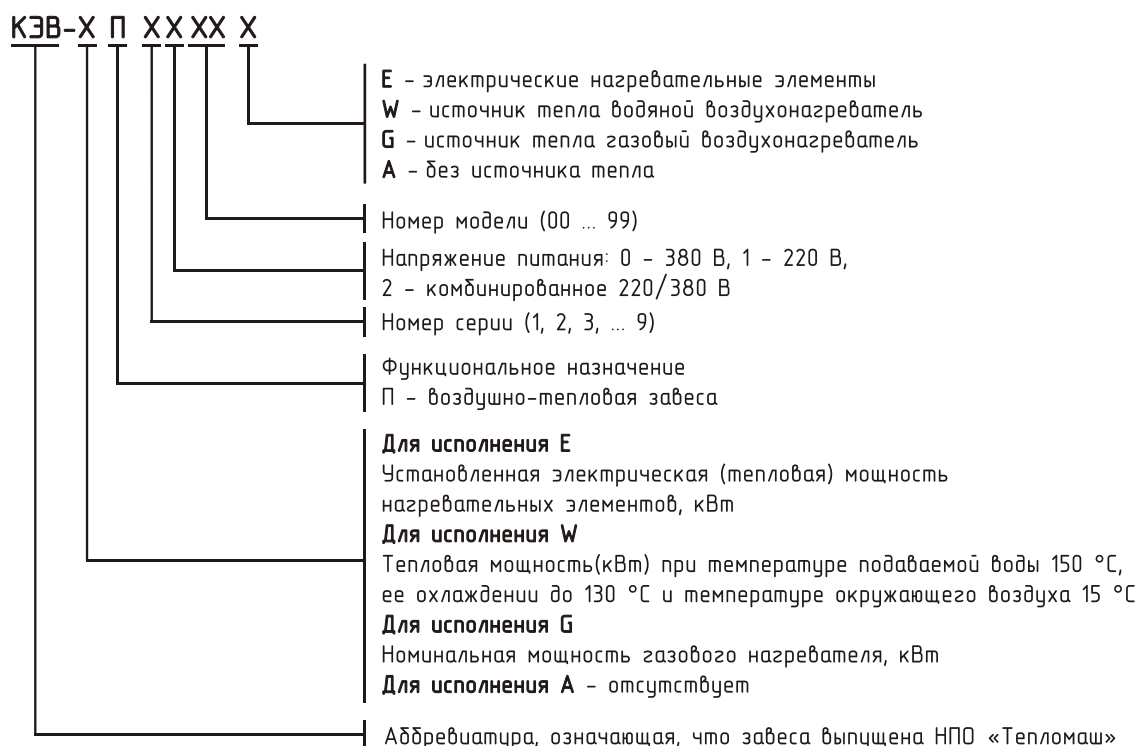 КЭВ-Х П Х Х ХХ Х
E – электрические нагревательные элементы
W – источник тепла водяной воздухонагреватель
G – источник тепла газовый воздухонагреватель
A – без источника тепла
Номер модели (00 ... 99)
Напряжение питания: 0 – 380 В, 1 – 220 В,
2 – комбинированное 220/380 В
Номер серии (1, 2, 3, ... 9)
Функциональное назначение
П – воздушно-тепловая завеса
Для исполнения E
Установленная электрическая (тепловая) мощность
нагревательных элементов, кВт
Для исполнения W
Тепловая мощность(кВт) при температуре подаваемой воды 150 °С,
ее охлаждении до 130 °С и температуре окружающего воздуха 15 °С
Для исполнения G
Номинальная мощность газового нагревателя, кВт
Для исполнения A – отсутствует
Аббревиатура, означающая, что завеса выпущена НПО «Тепломаш»